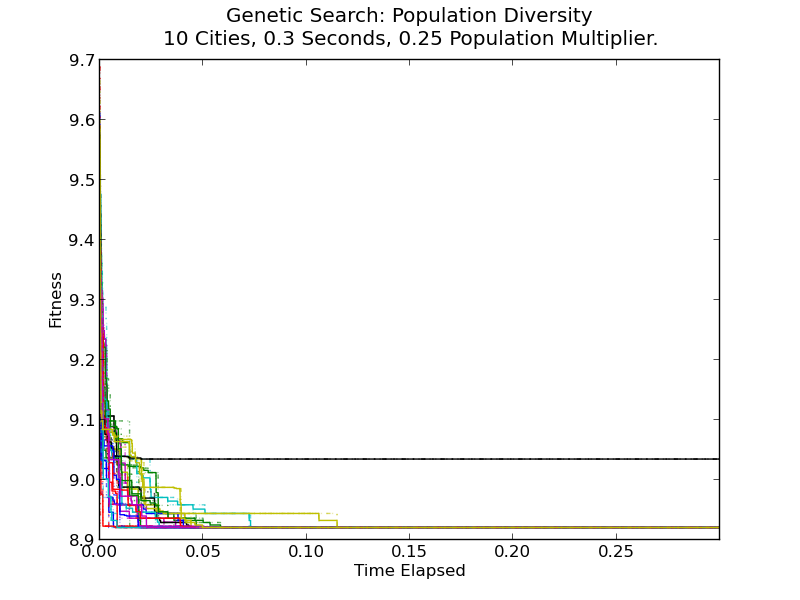 Genetic Search: Population Diversity
10 Cities, 0.3 Seconds, 0.25 Population Multiplier.
9.7
9.6
9.5
9.4
9.3
9.2
9.1
9.0
8.9
Fitness
0.00 0.05 0.10 0.15 0.20 0.25
Time Elapsed